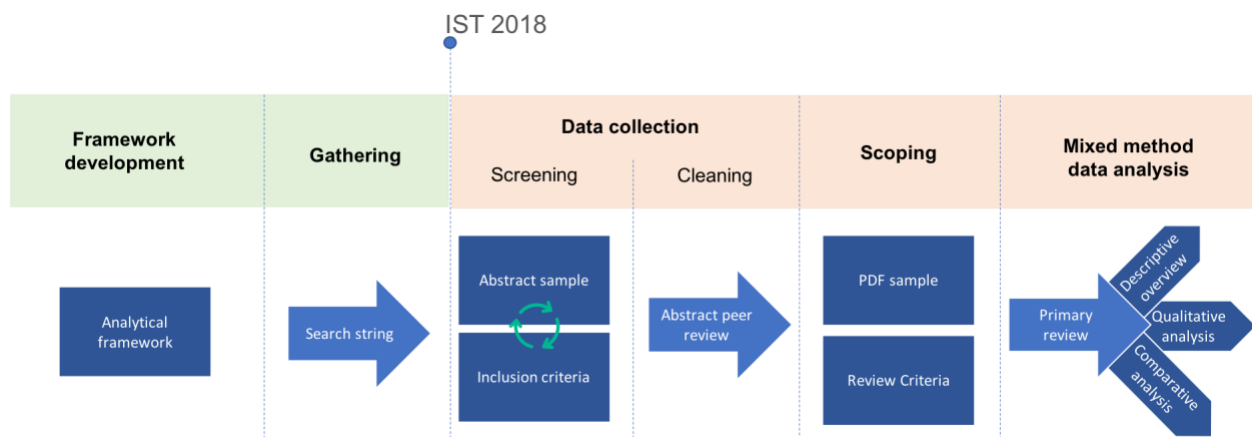 IST 2018
Framework
development
Gathering
Data collection
Screening
Cleaning
Scoping
Mixed method
data analysis
Analytical
framework
Search string
Abstract sample
Inclusion criteria
Abstract peer
review
PDF sample
Review Criteria
Primary
review
Descriptive
overview
Qualitative
analysis
Comparative
analysis